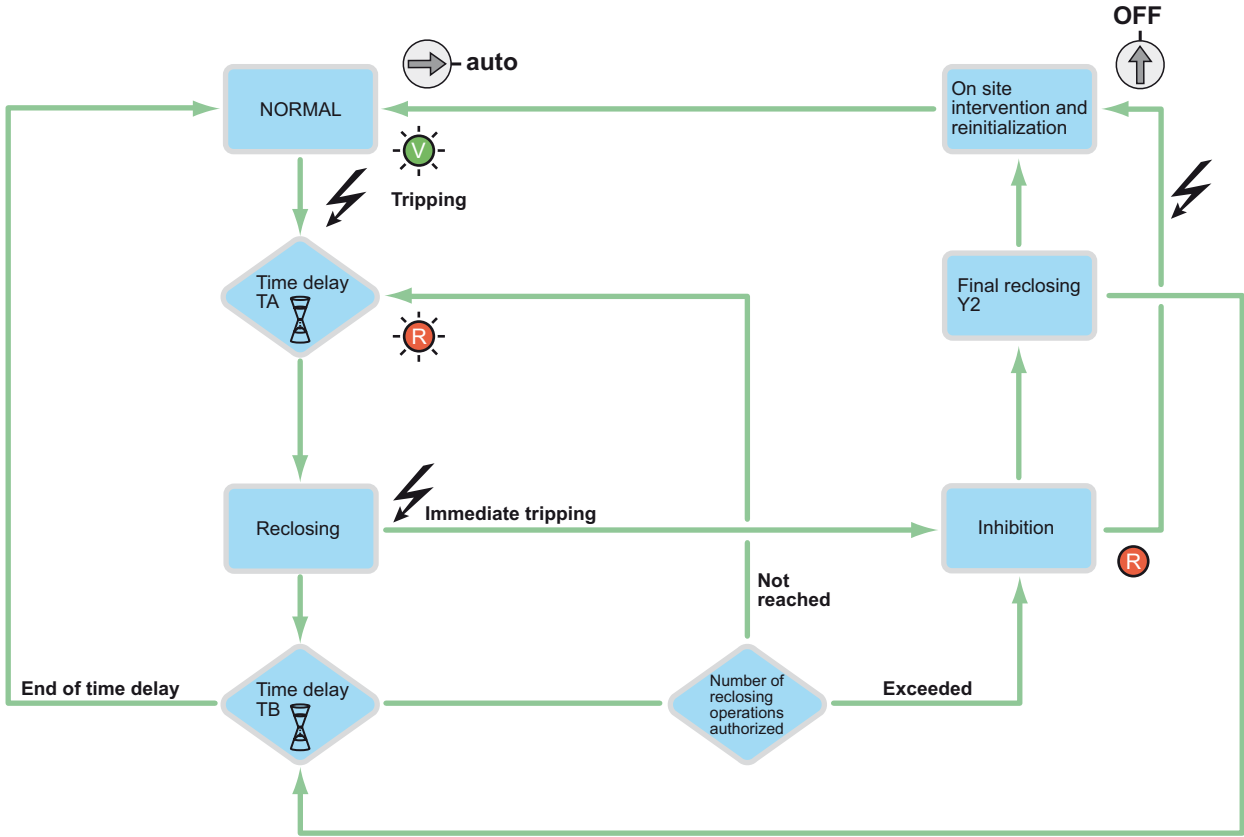 OFF
auto
NORMAL
On site
intervention and
reinitialization
V
Tripping
Time delay
TA
Final reclosing
Y2
R
Reclosing
Immediate tripping
Inhibition
R
Not
reached
End of time delay
Time delay
TB
Number of
reclosing
operations
authorized
Exceeded